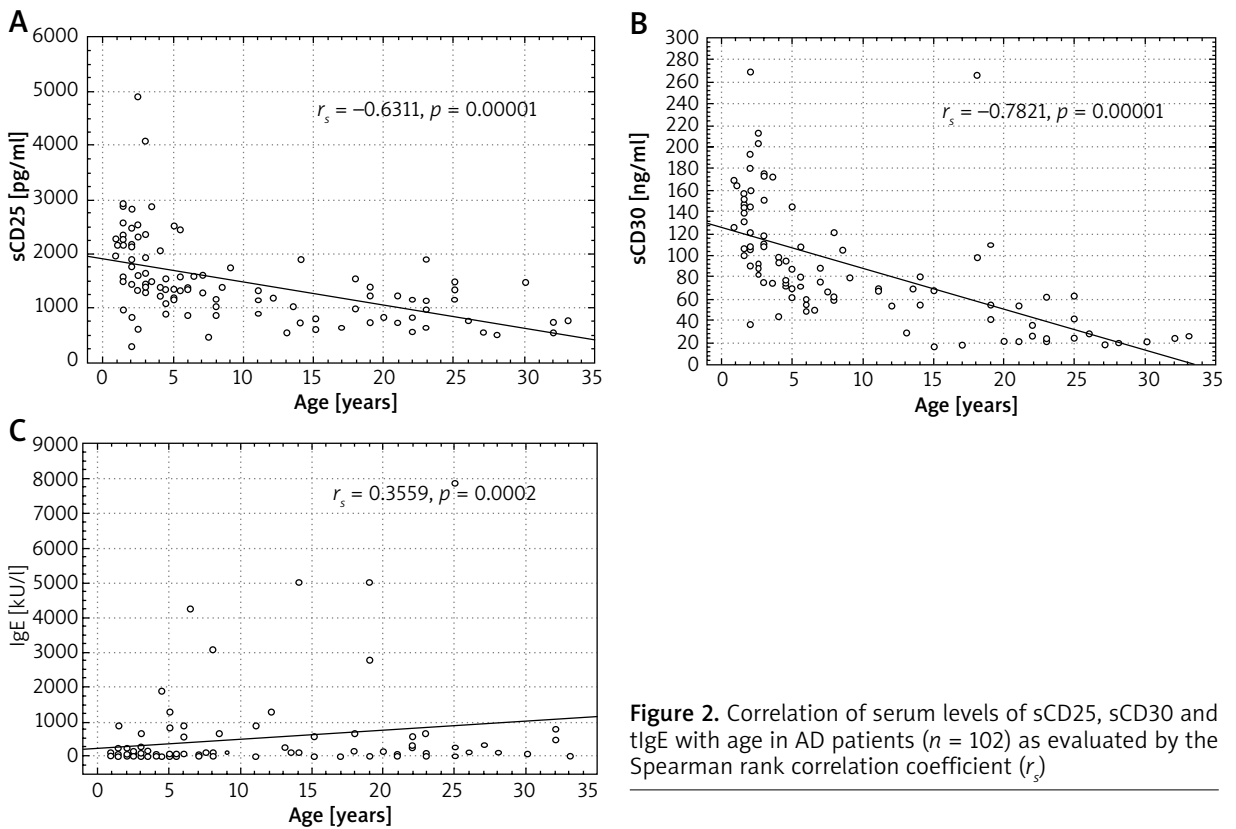 A
6000
5000
4000
3000
2000
1000
0
sCD25 [pg/ml]
r_s = –0.6311, p = 0.00001
0 5 10 15 20 25 30 35
Age [years]
B
300
280
260
240
220
200
180
160
140
120
100
80
60
40
20
0
sCD30 [ng/ml]
r_s = –0.7821, p = 0.00001
0 5 10 15 20 25 30 35
Age [years]
C
9000
8000
7000
6000
5000
4000
3000
2000
1000
0
IgE [kU/l]
r_s = 0.3559, p = 0.0002
0 5 10 15 20 25 30 35
Age [years]
Figure 2. Correlation of serum levels of sCD25, sCD30 and
tIgE with age in AD patients (n = 102) as evaluated by the
Spearman rank correlation coefficient (r_s)